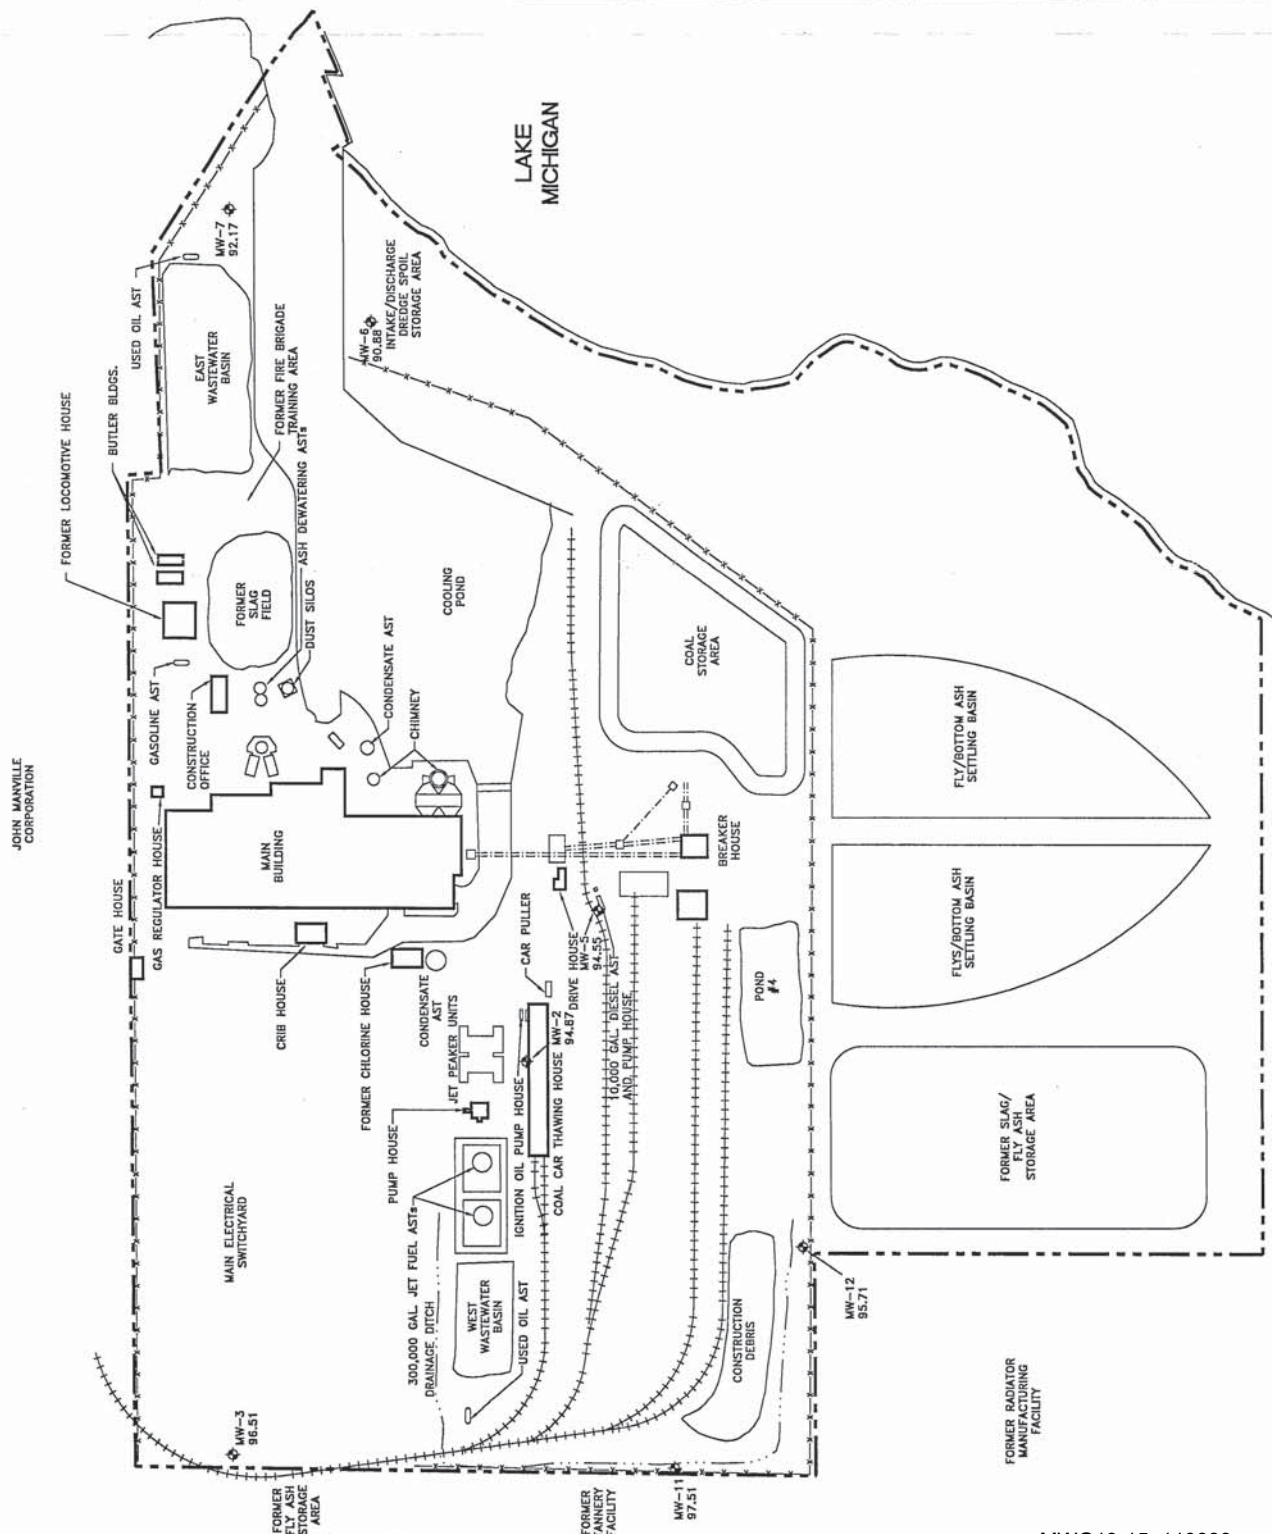 LAKE
MICHIGAN
JOHN MANVILLE
CORPORATION
FORMER LOCOMOTIVE HOUSE
BUTLER BLDGS.
USED OIL AST
MW-7
92.17
EAST
WASTEWATER
BASIN
FORMER FIRE BRIGADE
TRAINING AREA
ASH DEWATERING ASTs
MW-6
90.88
INTAKE/DISCHARGE
DREDGE SPOIL
STORAGE AREA
FORMER
SLAG
FIELD
DUST SILOS
COOLING
POND
GASOLINE AST
CONSTRUCTION
OFFICE
CONDENSATE AST
CHIMNEY
COAL
STORAGE
AREA
GATE HOUSE
GAS REGULATOR HOUSE
MAIN
BUILDING
BREAKER
HOUSE
FLY/BOTTOM ASH
SETTLING BASIN
FLYS/BOTTOM ASH
SETTLING BASIN
CRIB HOUSE
FORMER CHLORINE HOUSE
CONDENSATE
AST
CAR PULLER
DRIVE HOUSE
MW-5
94.55
10,000 GAL DIESEL AST
AND PUMP HOUSE
POND
#4
JET PEAKER UNITS
PUMP HOUSE
IGNITION OIL PUMP HOUSE
COAL CAR THAWING HOUSE
MW-2
94.87
FORMER SLAG/
FLY ASH
STORAGE AREA
MAIN ELECTRICAL
SWITCHYARD
300,000 GAL JET FUEL ASTs
DRAINAGE DITCH
WEST
WASTEWATER
BASIN
USED OIL AST
CONSTRUCTION
DEBRIS
MW-12
95.71
MW-3
96.51
FORMER
FLY ASH
STORAGE
AREA
MW-11
97.51
FORMER RADIATOR
MANUFACTURING
FACILITY